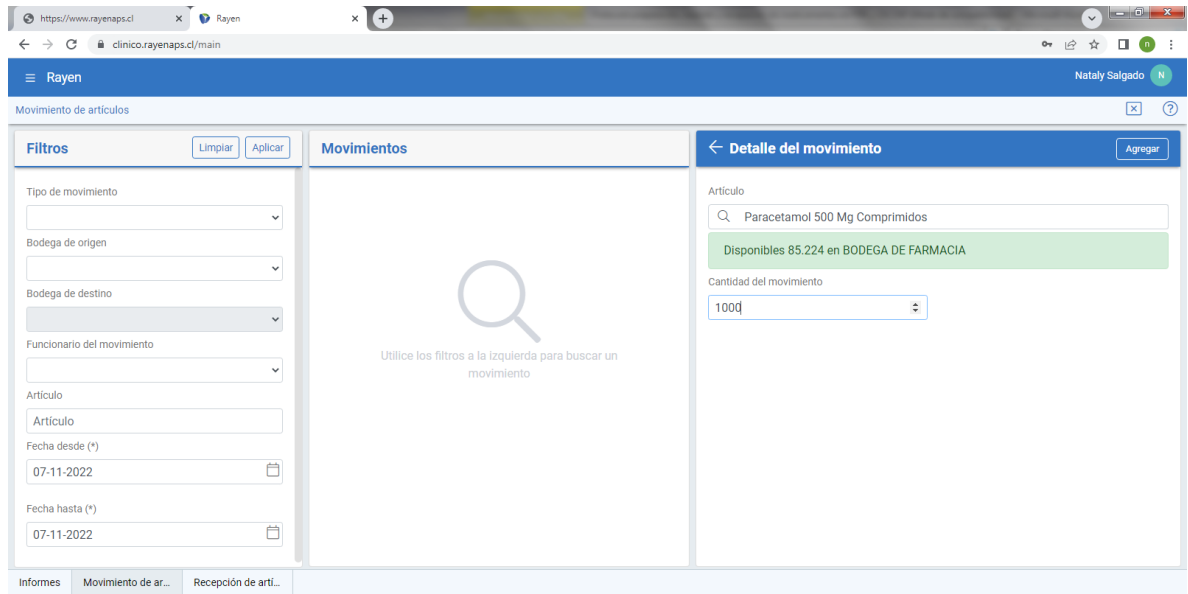 https://www.rayenaps.cl
Rayen
clinico.rayenaps.cl/main
n
Rayen
Nataly Salgado
N
Movimiento de artículos
Filtros
Limpiar
Aplicar
Tipo de movimiento
Bodega de origen
Bodega de destino
Funcionario del movimiento
Artículo
Artículo
Fecha desde (*)
07-11-2022
Fecha hasta (*)
07-11-2022
Movimientos
Utilice los filtros a la izquierda para buscar un
movimiento
Detalle del movimiento
Agregar
Artículo
Paracetamol 500 Mg Comprimidos
Disponibles 85.224 en BODEGA DE FARMACIA
Cantidad del movimiento
1000
Informes
Movimiento de ar...
Recepción de artí...